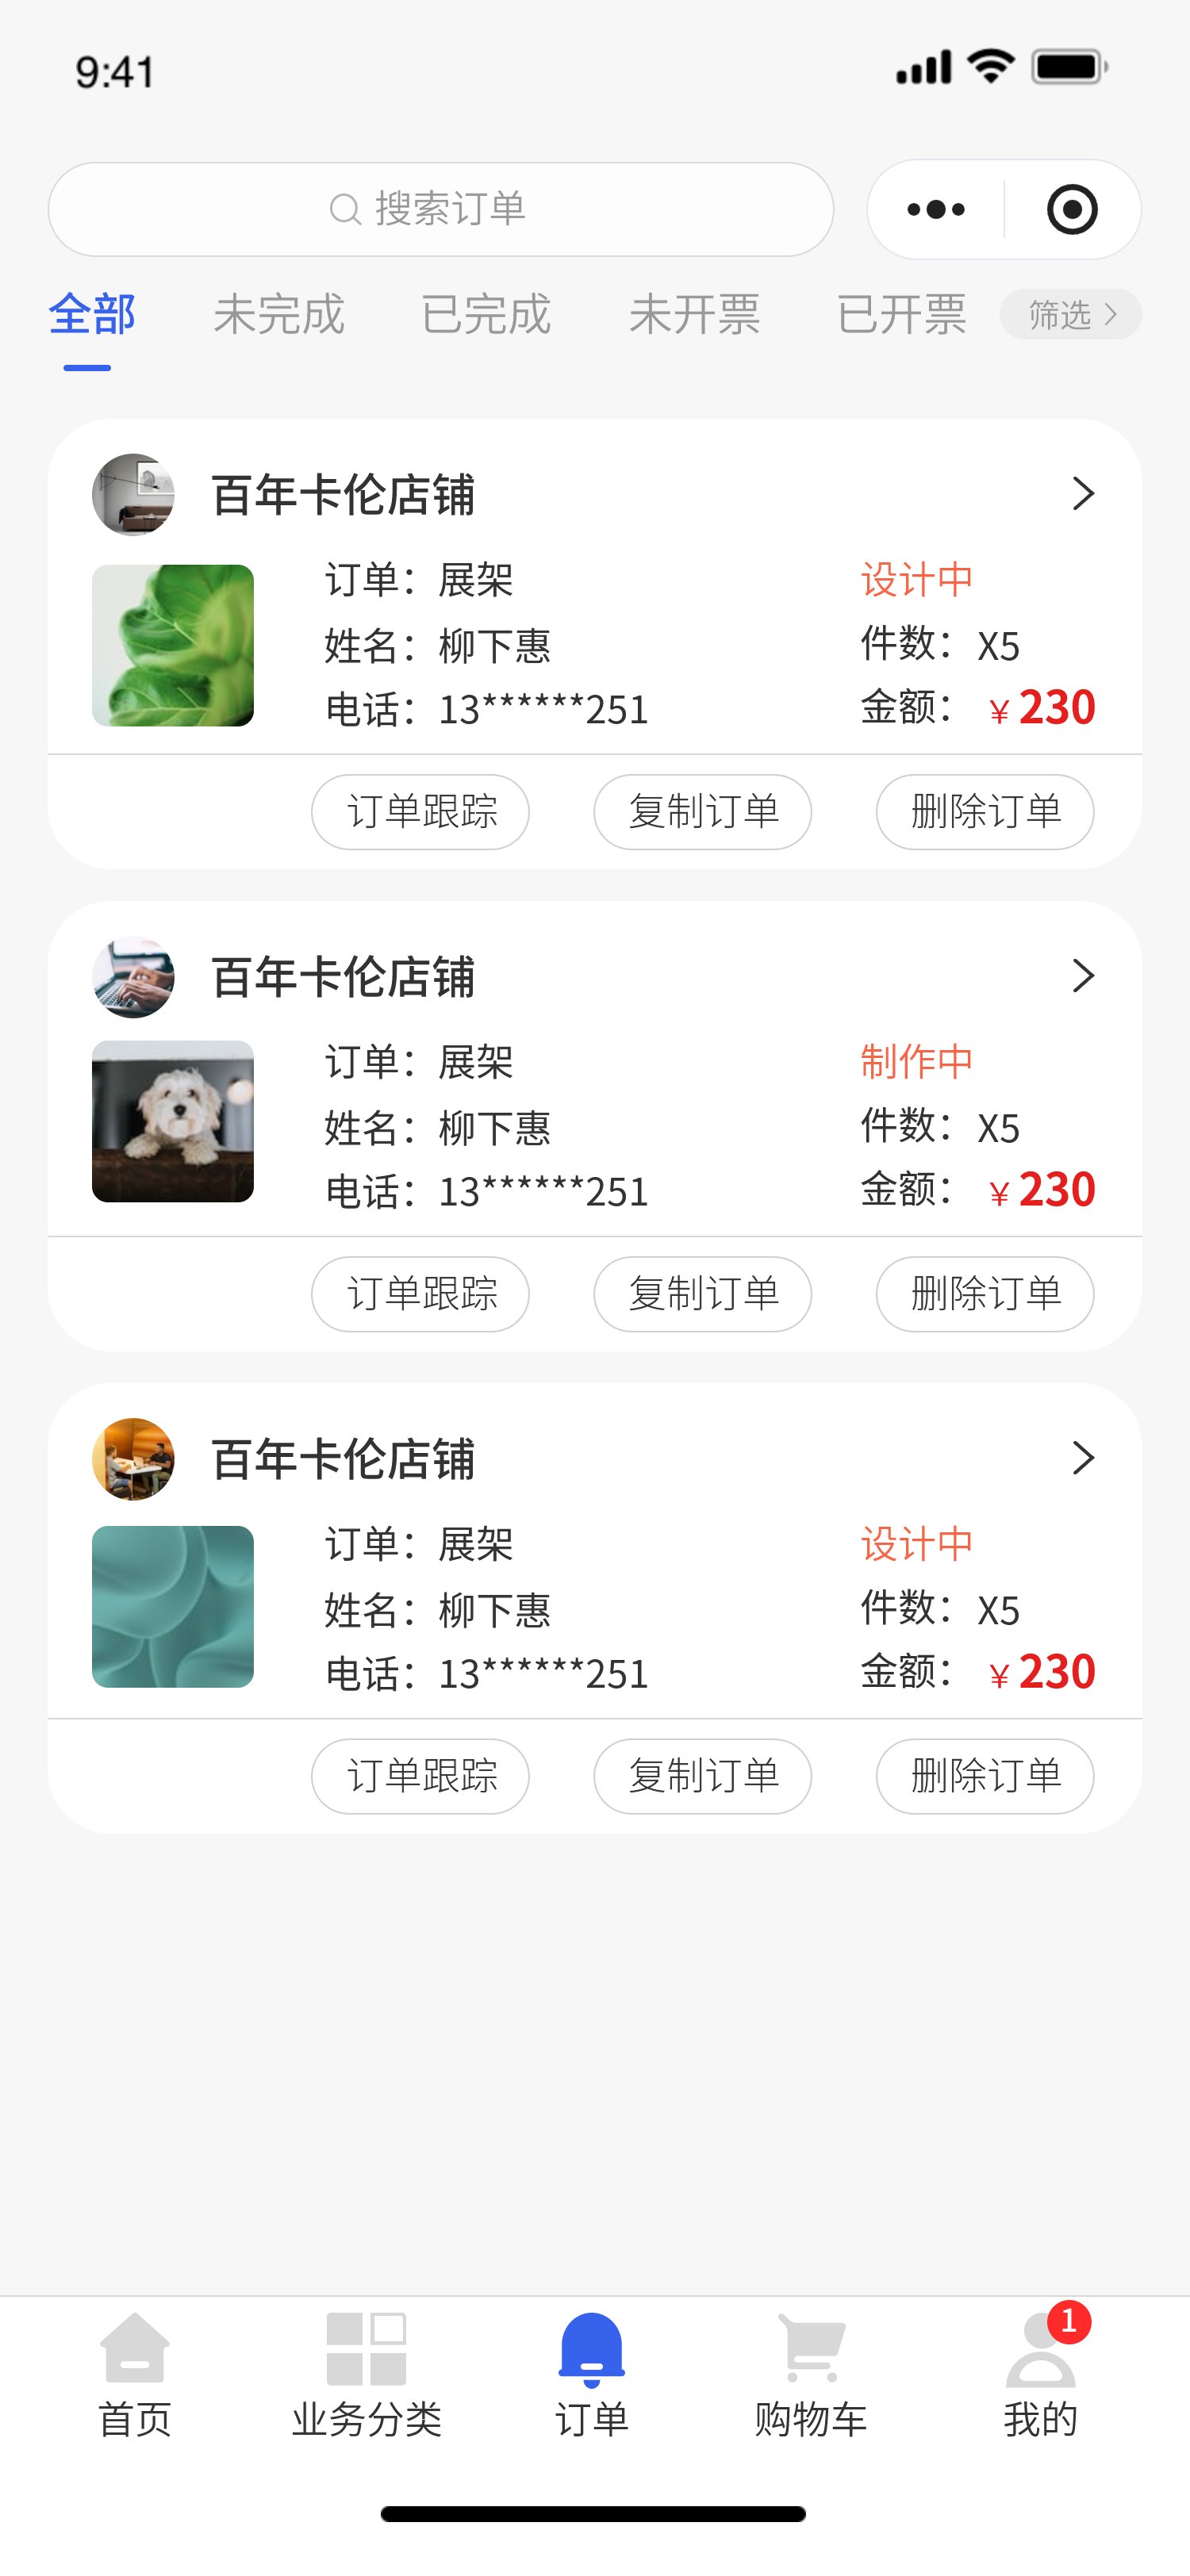 9:41
搜索订单
全部 未完成 已完成 未开票 已开票 筛选
百年卡伦店铺
订单：展架 设计中
姓名：柳下惠 件数：X5
电话：13******251 金额：￥230
订单跟踪 复制订单 删除订单
百年卡伦店铺
订单：展架 制作中
姓名：柳下惠 件数：X5
电话：13******251 金额：￥230
订单跟踪 复制订单 删除订单
百年卡伦店铺
订单：展架 设计中
姓名：柳下惠 件数：X5
电话：13******251 金额：￥230
订单跟踪 复制订单 删除订单
1
首页 业务分类 订单 购物车 我的